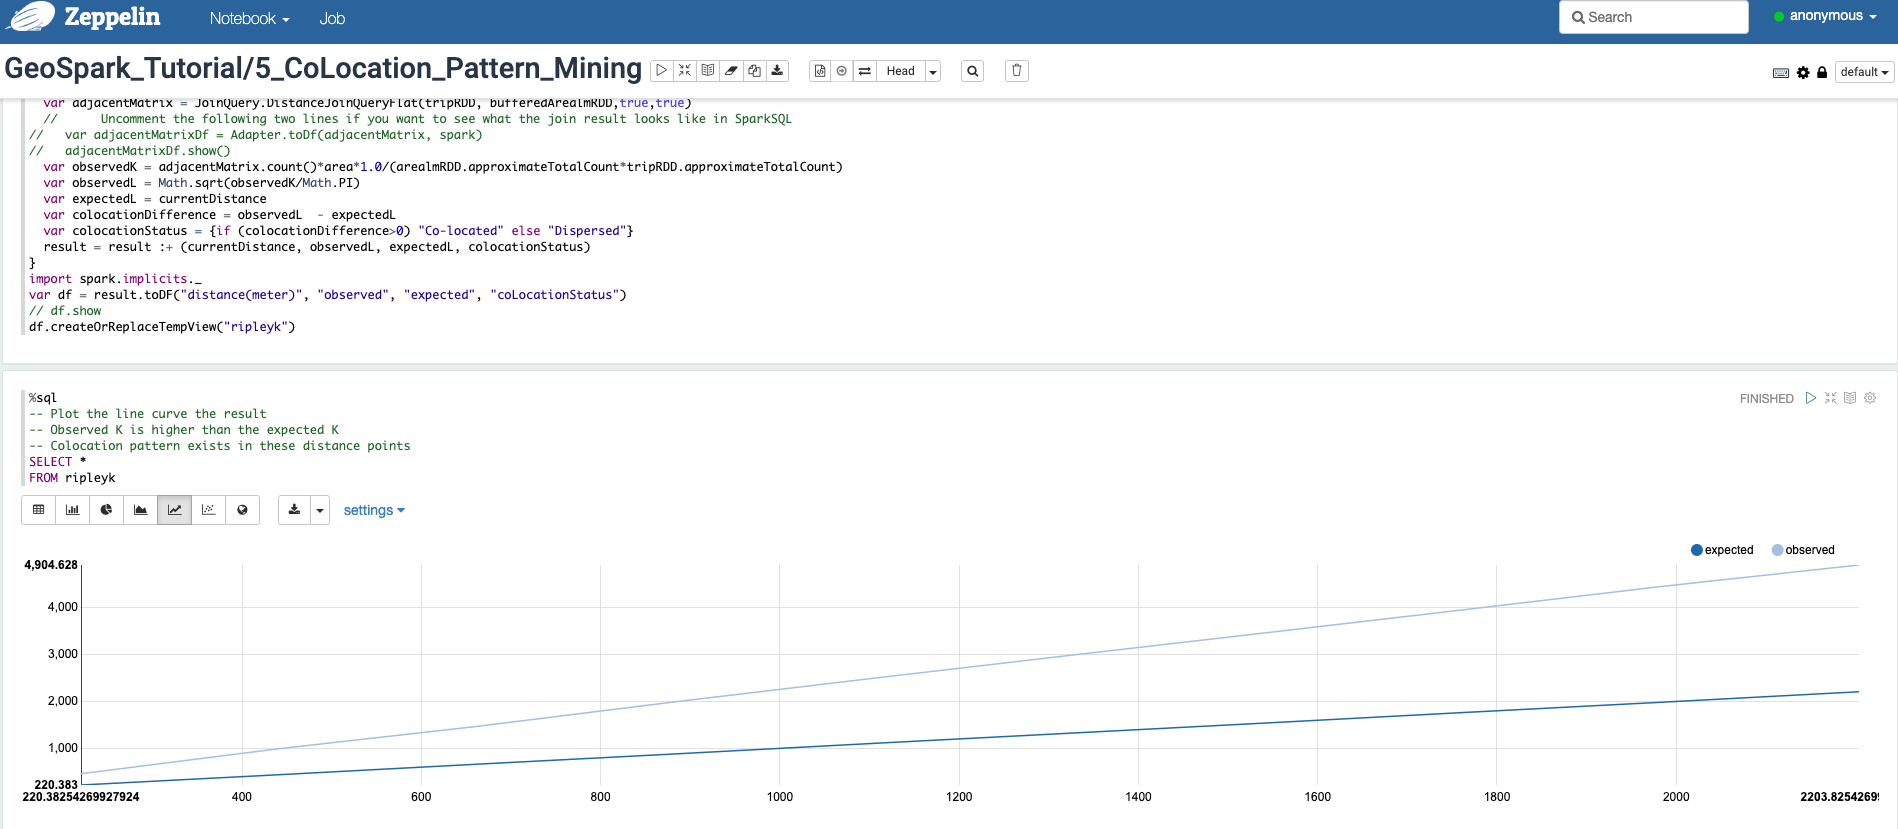 Zeppelin Notebook Job Search anonymous
GeoSpark_Tutorial/5_CoLocation_Pattern_Mining Head default
var adjacentMatrix = JoinQuery.DistanceJoinQueryFlat(tripRDD, bufferedArealmRDD,true,true)
// Uncomment the following two lines if you want to see what the join result looks like in SparkSQL
// var adjacentMatrixDf = Adapter.toDf(adjacentMatrix, spark)
// adjacentMatrixDf.show()
var observedK = adjacentMatrix.count()*area*1.0/(arealmRDD.approximateTotalCount*tripRDD.approximateTotalCount)
var observedL = Math.sqrt(observedK/Math.PI)
var expectedL = currentDistance
var colocationDifference = observedL - expectedL
var colocationStatus = {if (colocationDifference>0) "Co-located" else "Dispersed"}
result = result :+ (currentDistance, observedL, expectedL, colocationStatus)
}
import spark.implicits._
var df = result.toDF("distance(meter)", "observed", "expected", "coLocationStatus")
// df.show
df.createOrReplaceTempView("ripleyk")
%sql
FINISHED
-- Plot the line curve the result
-- Observed K is higher than the expected K
-- Colocation pattern exists in these distance points
SELECT *
FROM ripleyk
settings
expected observed
4,904.628
4,000
3,000
2,000
1,000
220.383
220.38254269927924 400 600 800 1000 1200 1400 1600 1800 2000 2203.8254269